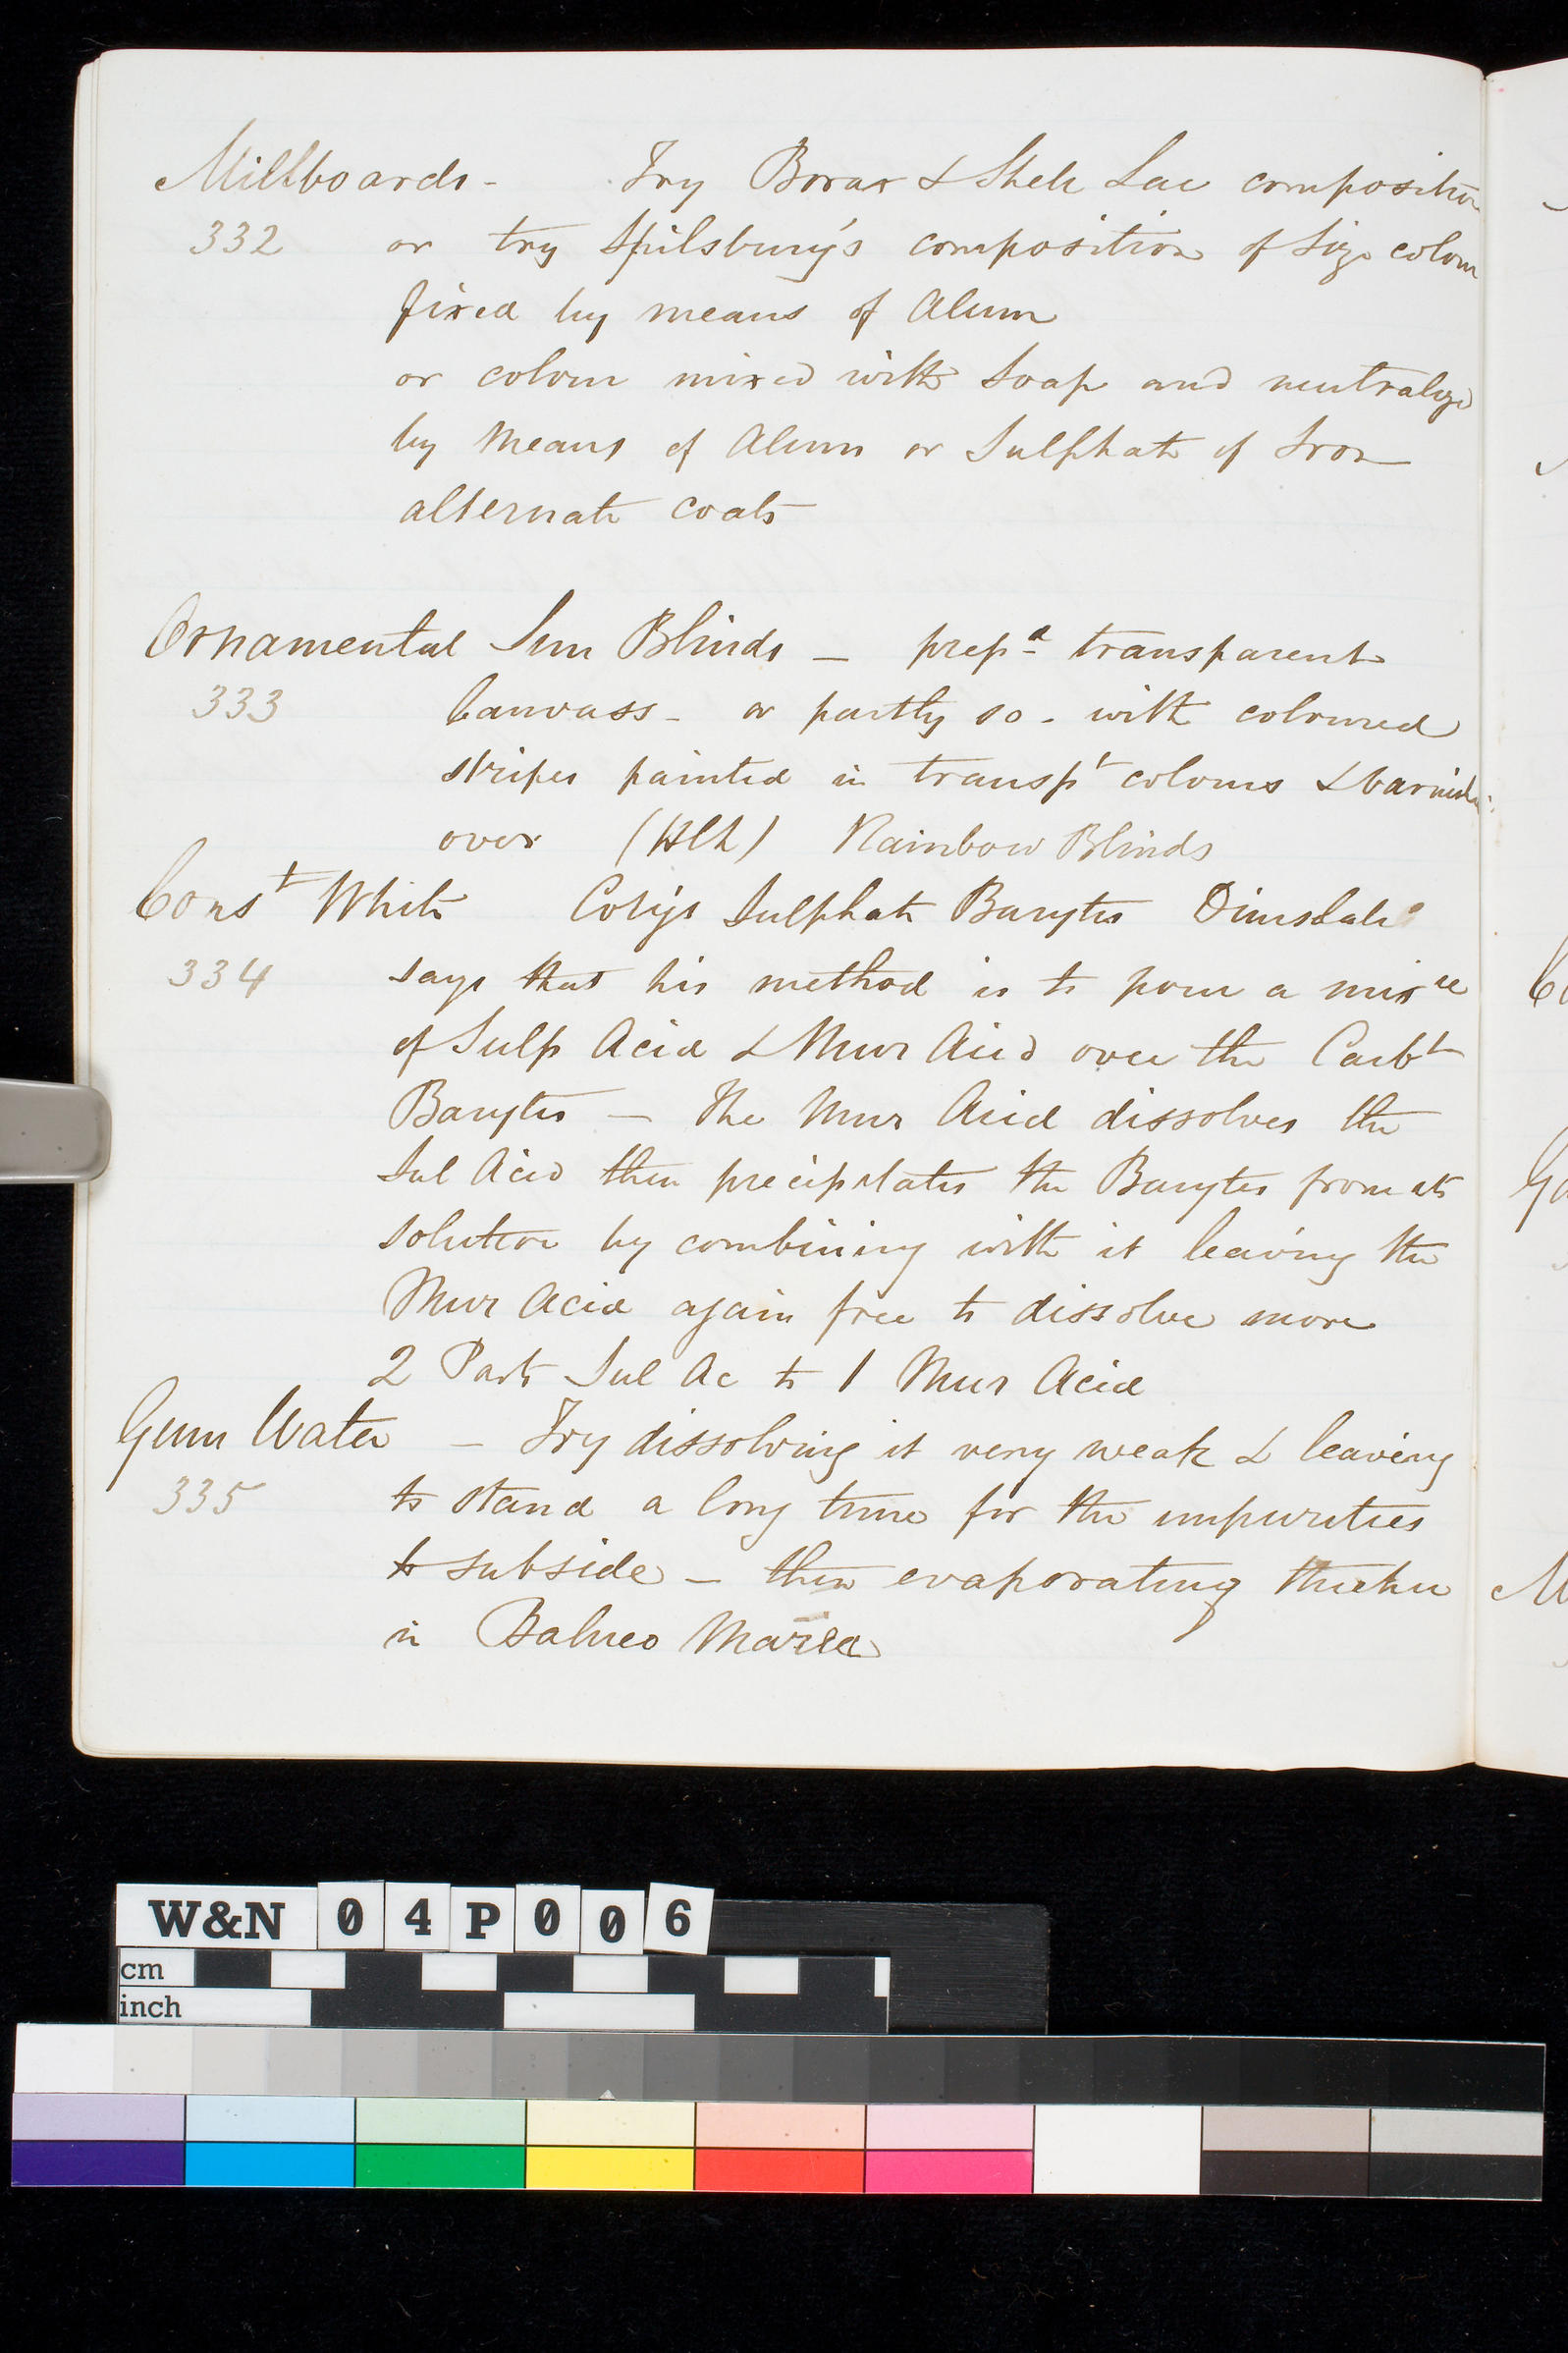 Millboards - Try Borax & Shell Lac composition
332 or try Spilsbury's composition of Size colour
fixed by means of Alum
or colour mixed with Soap and neutralyzd
by means of Alum or Sulphate of Iron
alternate coats
Ornamental Sun Blinds — prepd transparent
333 Canvass - or partly so - with coloured
stripes painted in transpt colours & varnish
over Rainbow Blinds
Const White Coty's Sulphate Barytes Dimsdale
334 says that his method is to pour a mixre
of Sulp Acid & Mur Acid over the Carbt
Barytes — The Mur Acid dissolves the
Sul Acid then precipitates the Barytes from its
solution by combining with it leaving the
Mur Acid again free to dissolve more
2 Parts Sul Ac to 1 Mur Acid
Gum Water — Try dissolving it very weak & leaving
335 to stand a long time for the impurities
to subside — then evaporating thicker
in Balneo Maria
W&N 04P006
cm
inch